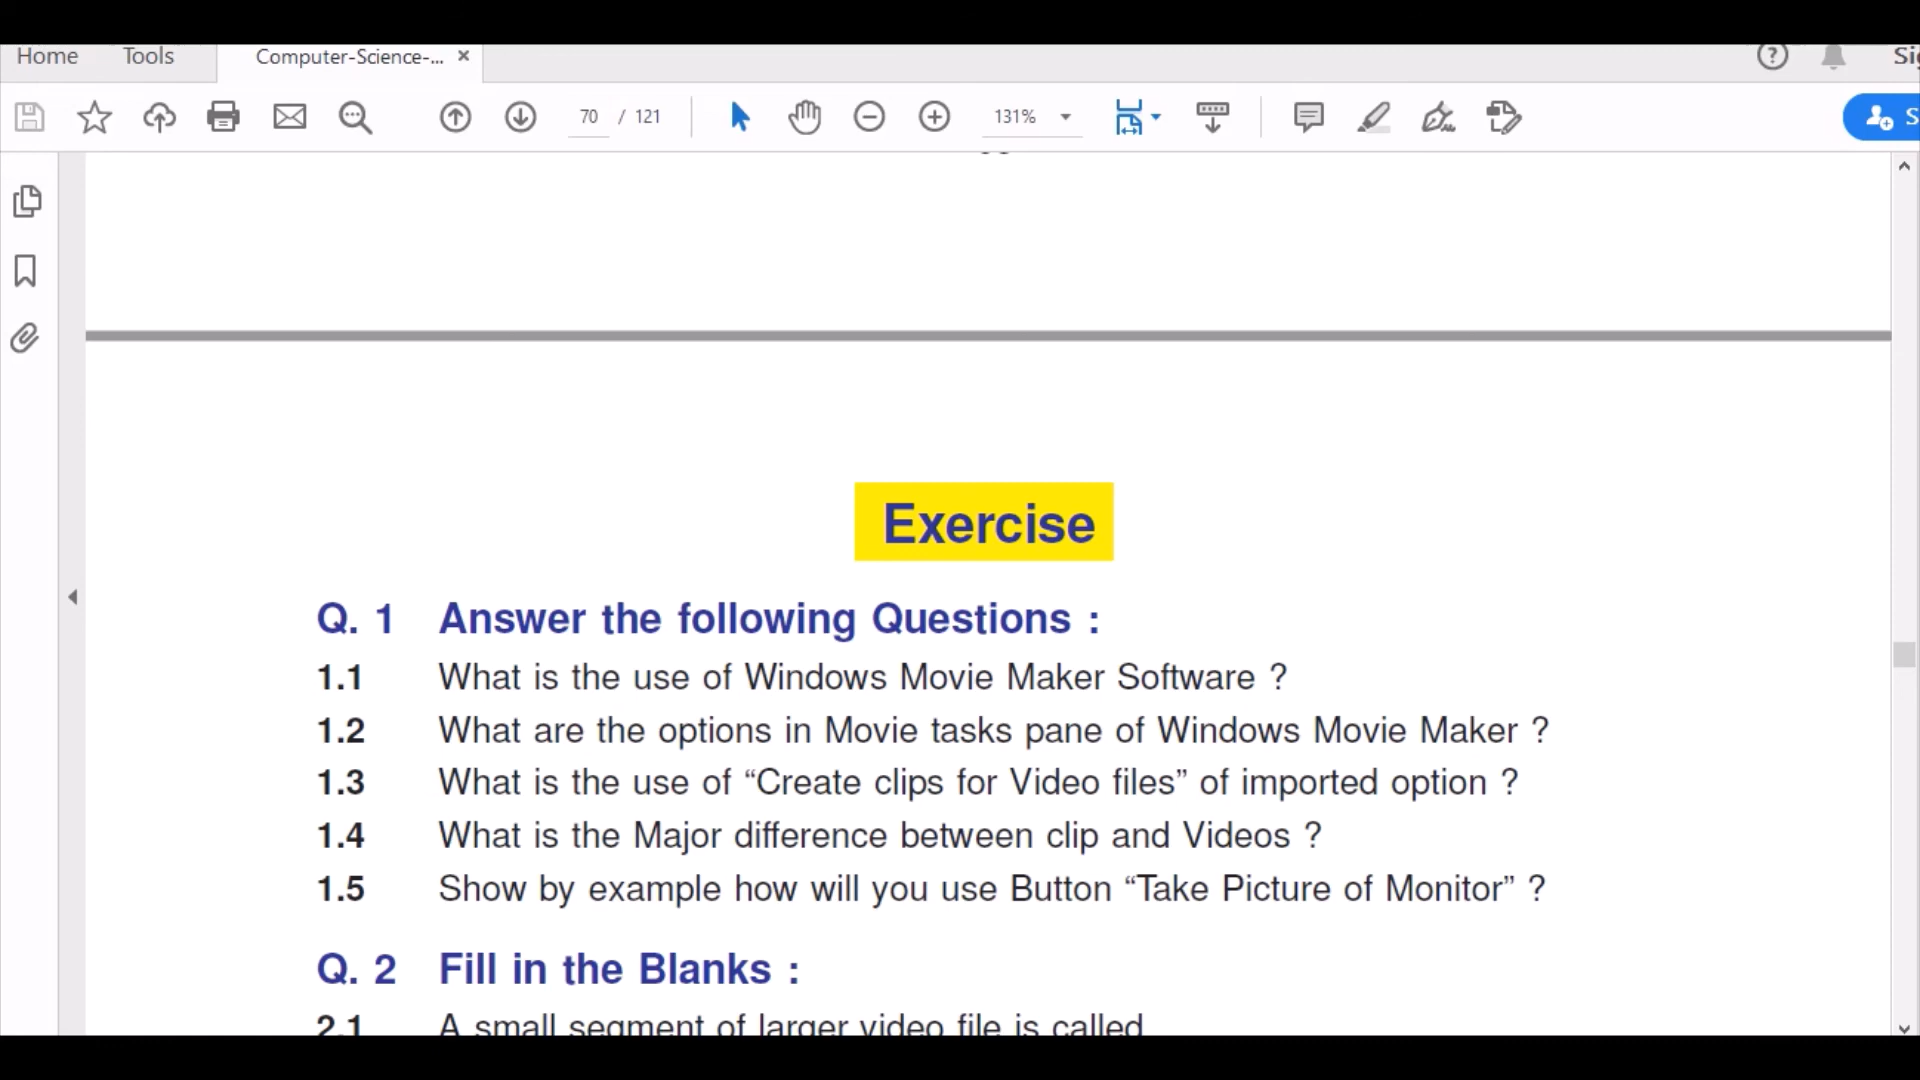 Home Tools Computer-Science-...
70 / 121 131%
Exercise
Q. 1 Answer the following Questions :
1.1 What is the use of Windows Movie Maker Software ?
1.2 What are the options in Movie tasks pane of Windows Movie Maker ?
1.3 What is the use of “Create clips for Video files” of imported option ?
1.4 What is the Major difference between clip and Videos ?
1.5 Show by example how will you use Button “Take Picture of Monitor” ?
Q. 2 Fill in the Blanks :
2.1 A small segment of larger video file is called